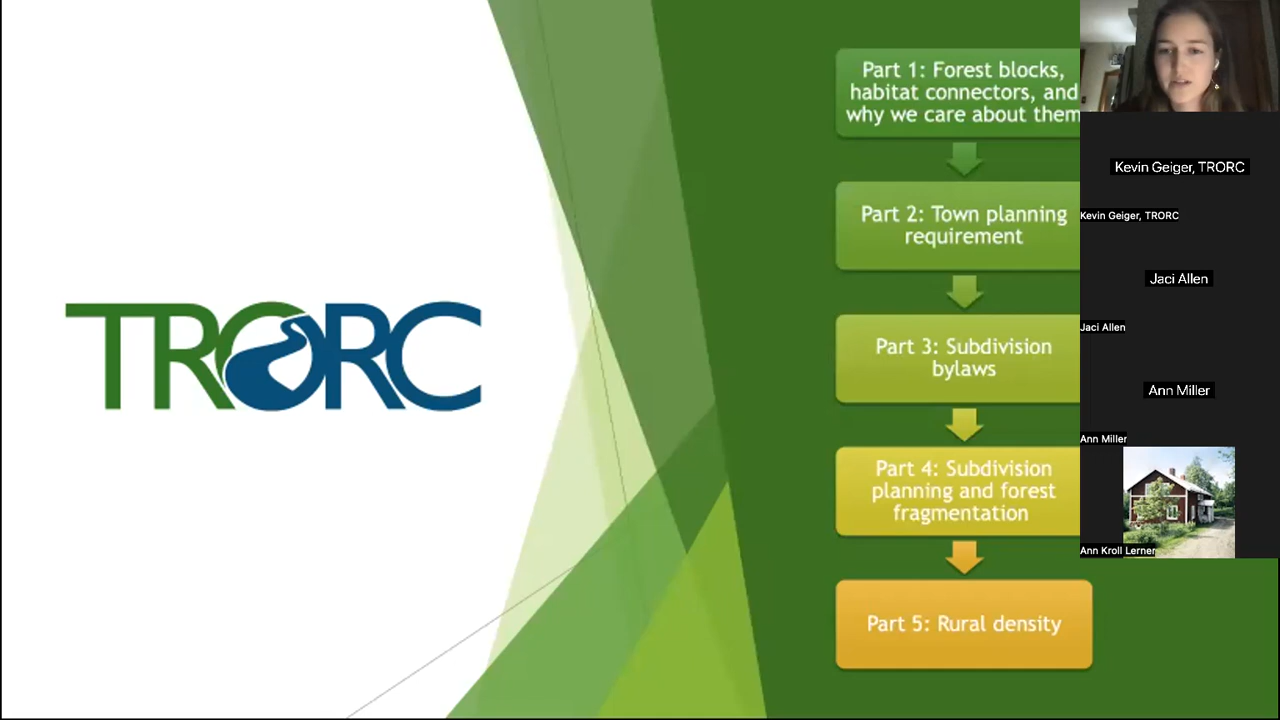 TRORC
Part 1: Forest blocks,
habitat connectors, and
why we care about them
Part 2: Town planning
requirement
Part 3: Subdivision
bylaws
Part 4: Subdivision
planning and forest
fragmentation
Part 5: Rural density
Kevin Geiger, TRORC
Kevin Geiger, TRORC
Jaci Allen
Jaci Allen
Ann Miller
Ann Miller
Ann Kroll Lerner